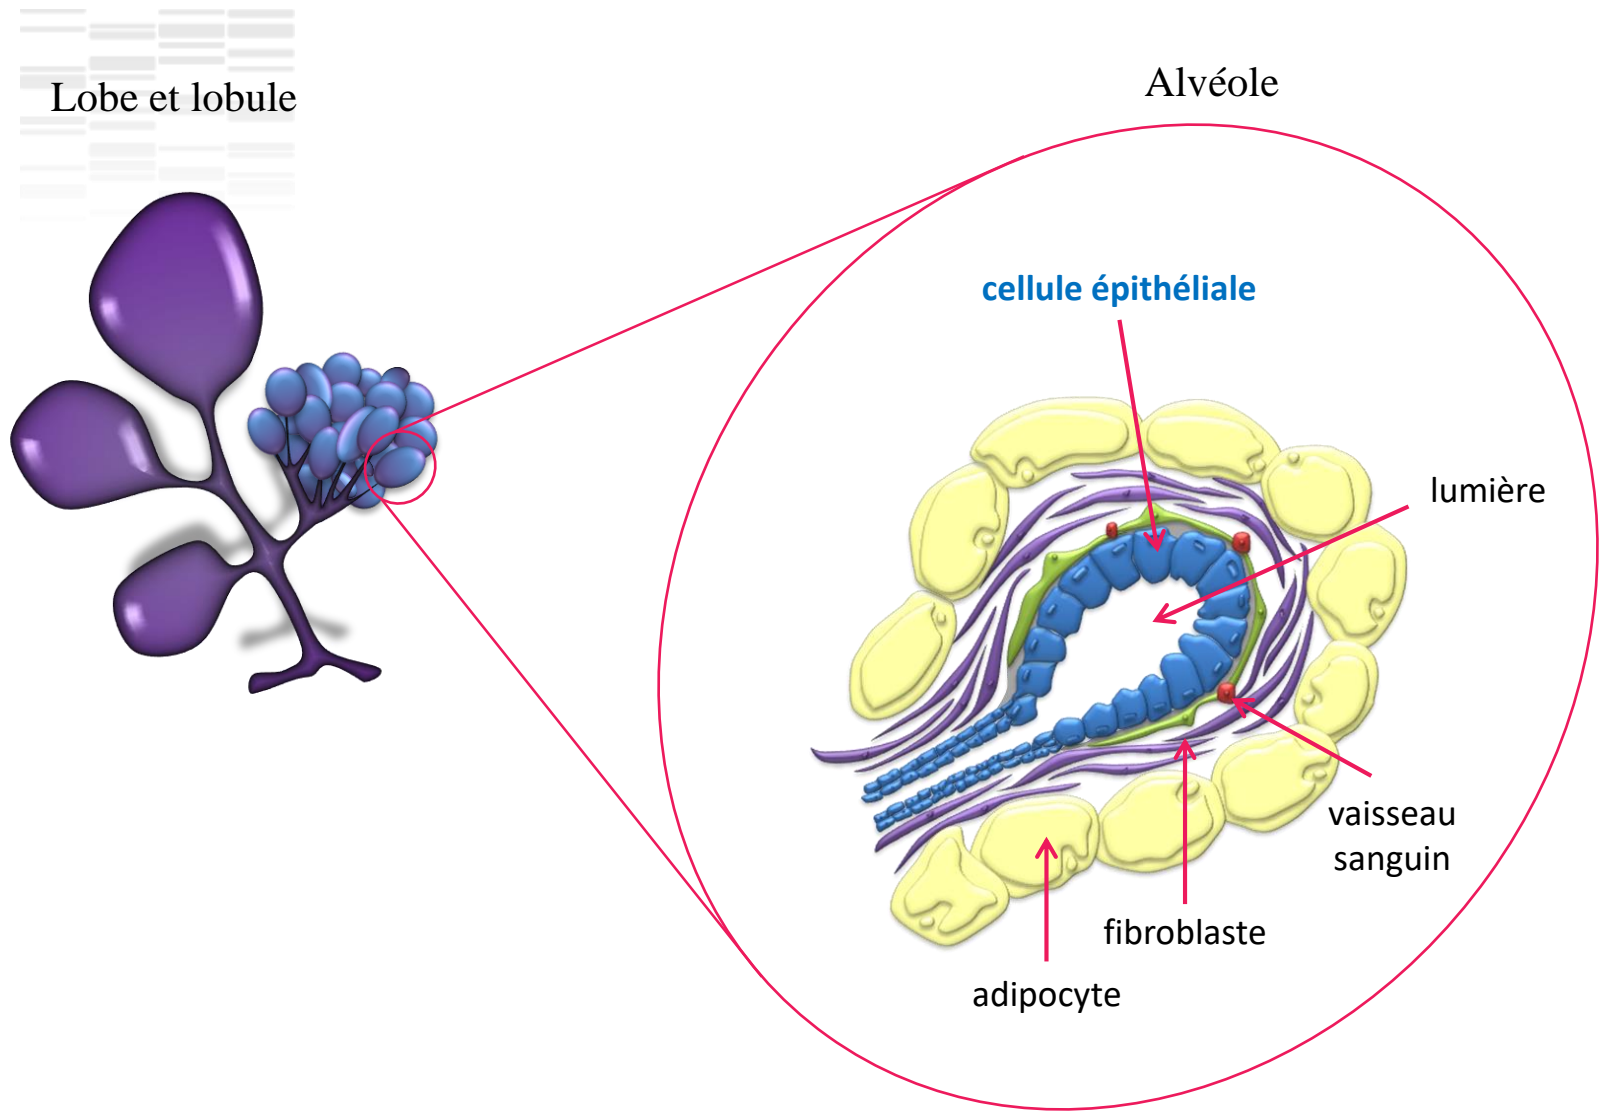 Lobe et lobule
Alvéole
cellule épithéliale
lumière
vaisseau
sanguin
fibroblaste
adipocyte